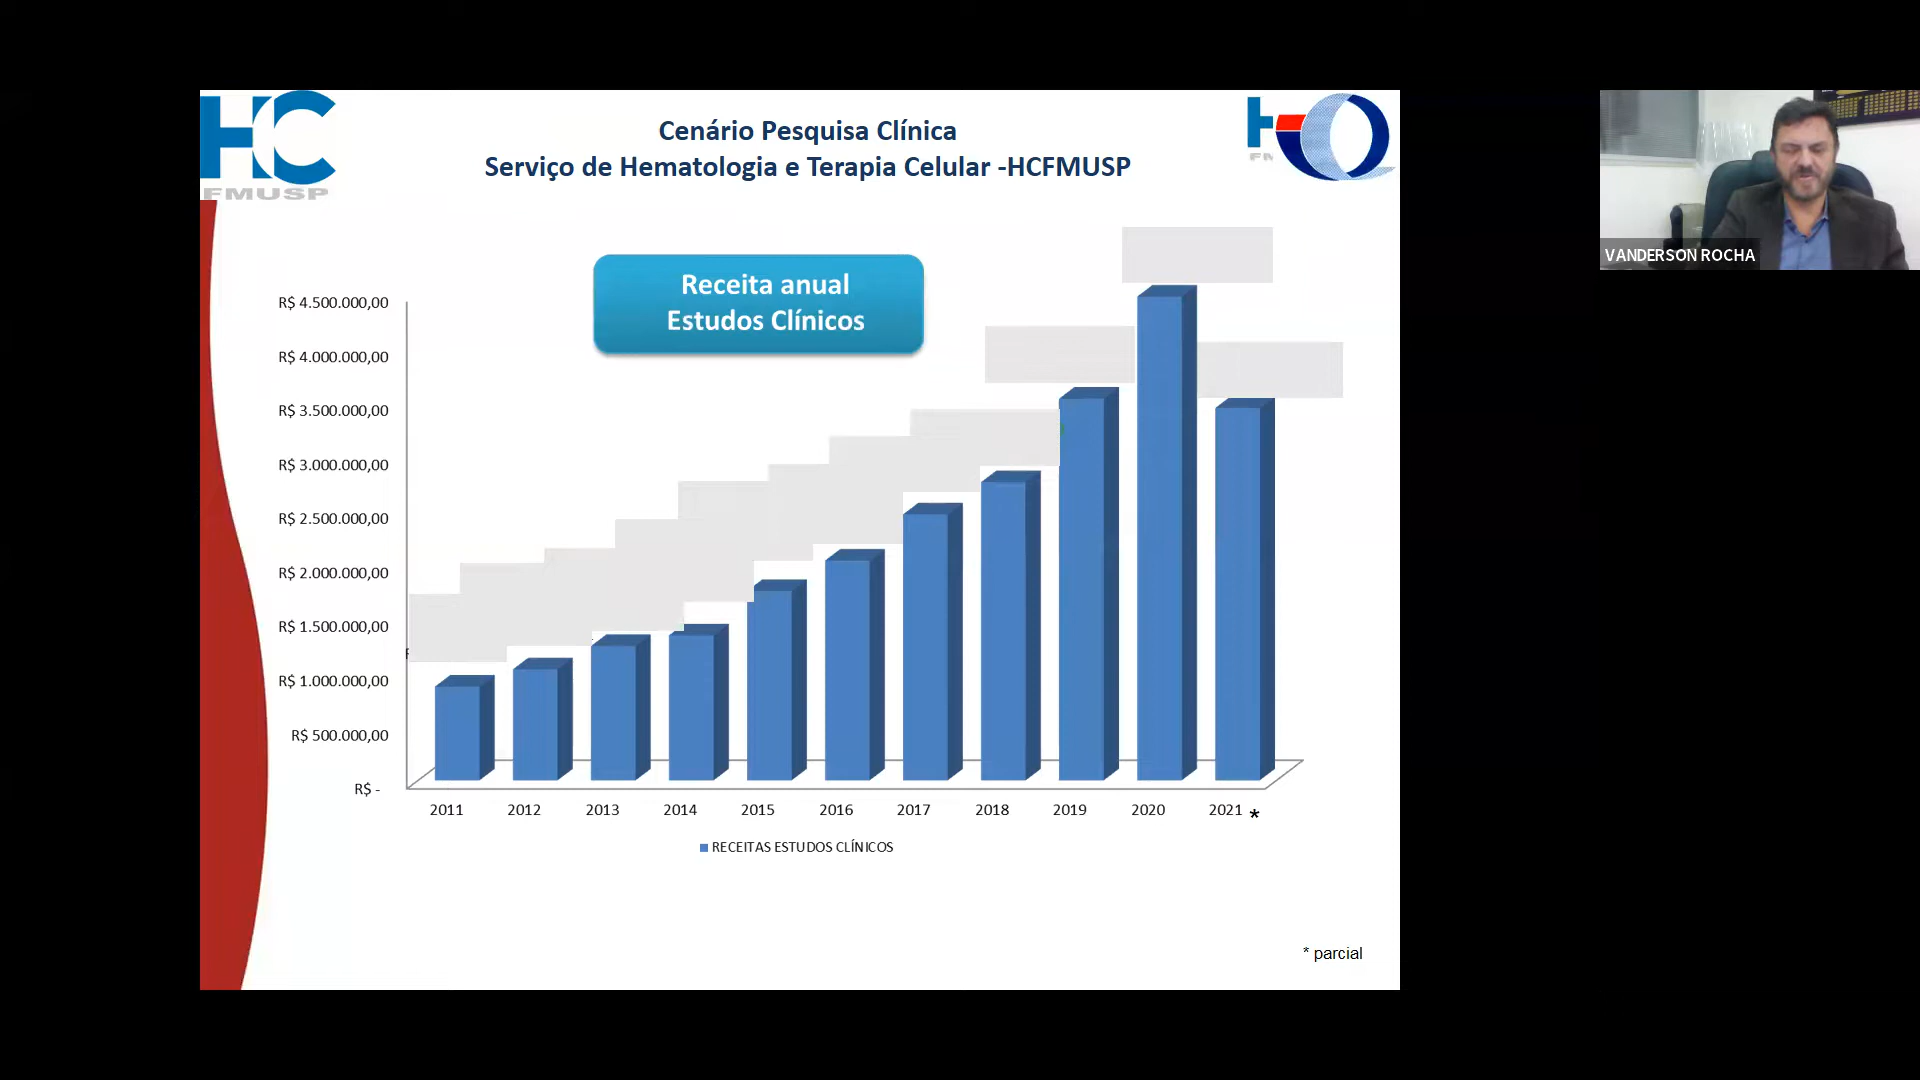 HC
FMUSP
Cenário Pesquisa Clínica
Serviço de Hematologia e Terapia Celular -HCFMUSP
VANDERSON ROCHA
Receita anual
Estudos Clínicos
R$ 4.500.000,00
R$ 4.000.000,00
R$ 3.500.000,00
R$ 3.000.000,00
R$ 2.500.000,00
R$ 2.000.000,00
R$ 1.500.000,00
R$ 1.000.000,00
R$ 500.000,00
R$ -
2011 2012 2013 2014 2015 2016 2017 2018 2019 2020 2021 *
RECEITAS ESTUDOS CLÍNICOS
* parcial